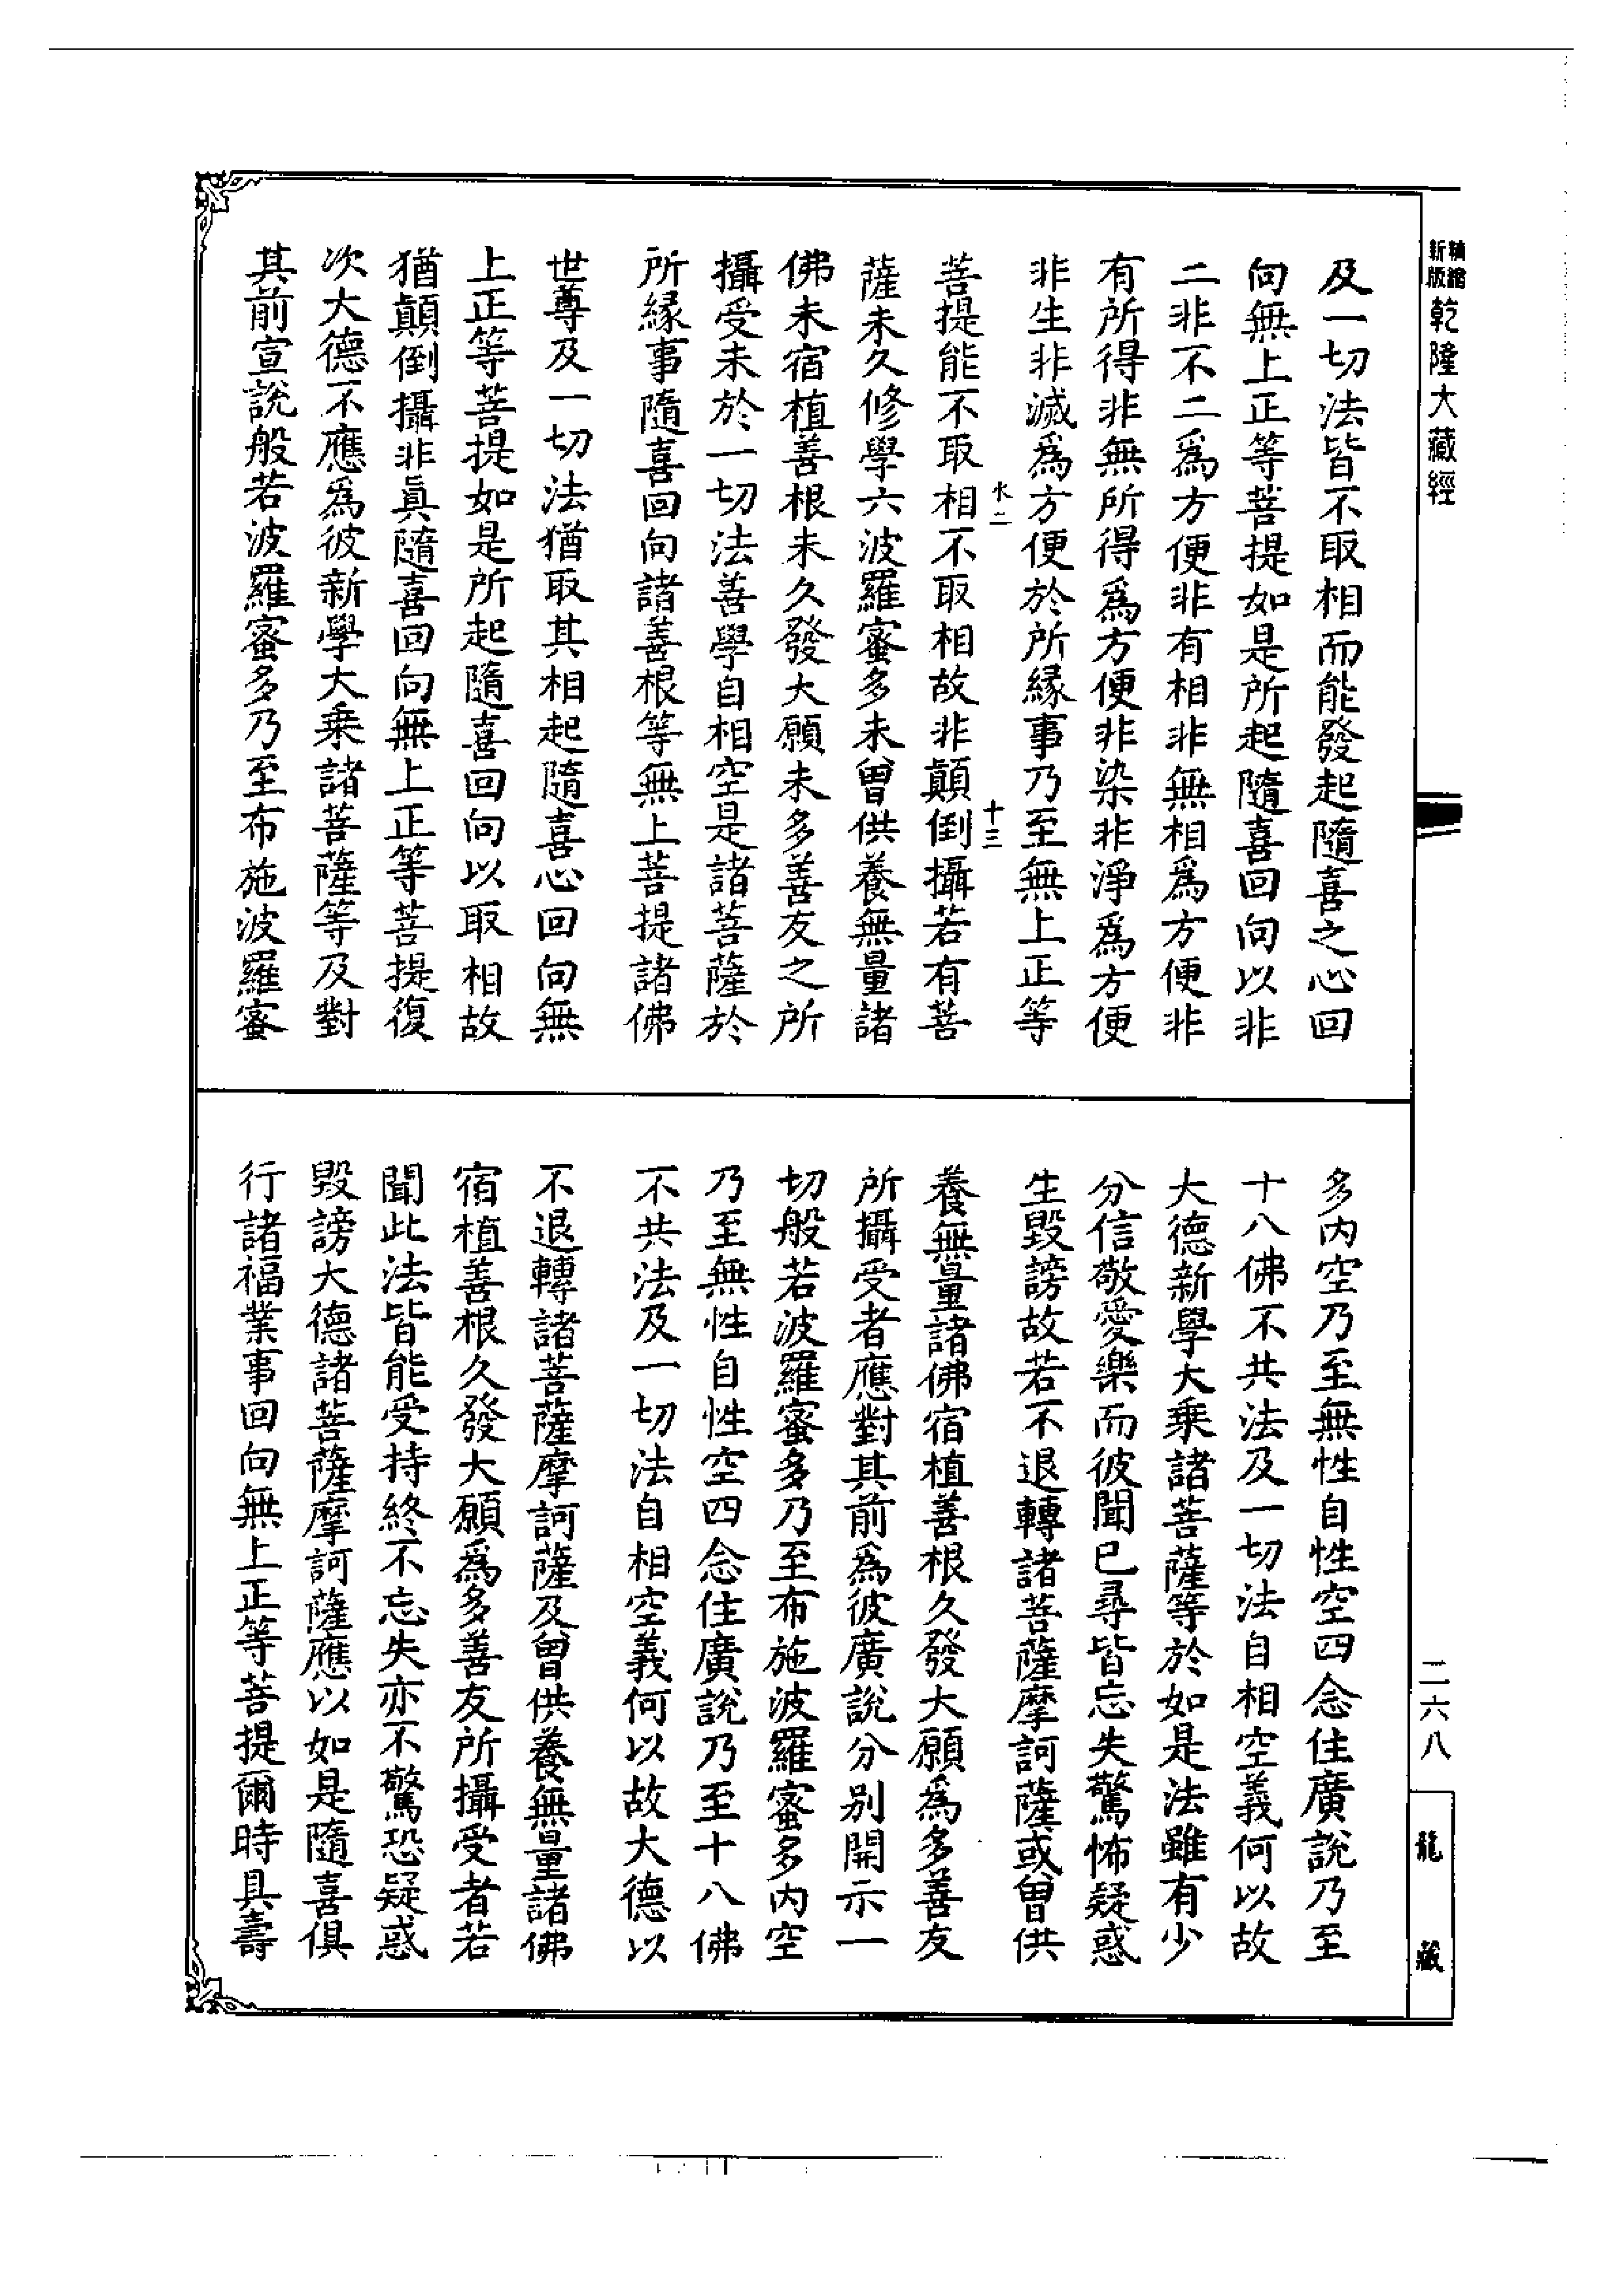 精縮新版乾隆大藏經
及一切法皆不取相而能發起隨喜之心回
向無上正等菩提如是所起隨喜回向以非
二非不二爲方便非有相非無相爲方便非
有所得非無所得爲方便非染非淨爲方便
非生非滅爲方便於所緣事乃至無上正等
水二 十三
菩提能不取相不取相故非顛倒攝若有菩
薩未久修學六波羅蜜多未曾供養無量諸
佛未宿植善根未久發大願未多善友之所
攝受未於一切法善學自相空是諸菩薩於
所緣事隨喜回向諸善根等無上菩提諸佛
世尊及一切法猶取其相起隨喜心回向無
上正等菩提如是所起隨喜回向以取相故
猶顛倒攝非眞隨喜回向無上正等菩提復
次大德不應爲彼新學大乘諸菩薩等及對
其前宣說般若波羅蜜多乃至布施波羅蜜
多內空乃至無性自性空四念住廣說乃至
十八佛不共法及一切法自相空義何以故
大德新學大乘諸菩薩等於如是法雖有少
分信敬愛樂而彼聞已尋皆忘失驚怖疑惑
生毀謗故若不退轉諸菩薩摩訶薩或曾供
養無量諸佛宿植善根久發大願爲多善友
所攝受者應對其前爲彼廣說分別開示一
切般若波羅蜜多乃至布施波羅蜜多內空
乃至無性自性空四念住廣說乃至十八佛
不共法及一切法自相空義何以故大德以
不退轉諸菩薩摩訶薩及曾供養無量諸佛
宿植善根久發大願爲多善友所攝受者若
聞此法皆能受持終不忘失亦不驚恐疑惑
毀謗大德諸菩薩摩訶薩應以如是隨喜俱
行諸福業事回向無上正等菩提爾時具壽
二六八
龍藏